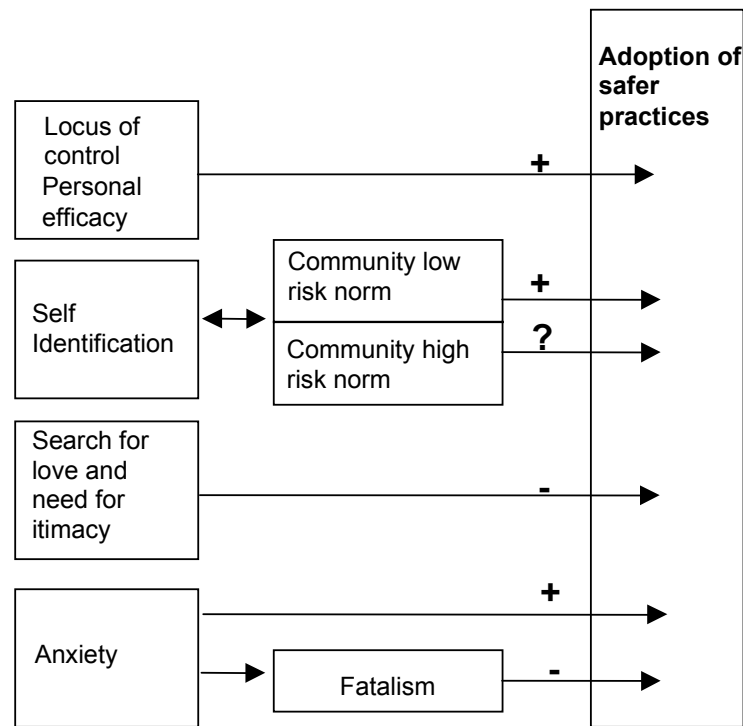 Adoption of
safer
practices
Locus of
control
Personal
efficacy
+
Self
Identification
Community low
risk norm
+
Community high
risk norm
?
Search for
love and
need for
itimacy
-
Anxiety
+
Fatalism
-